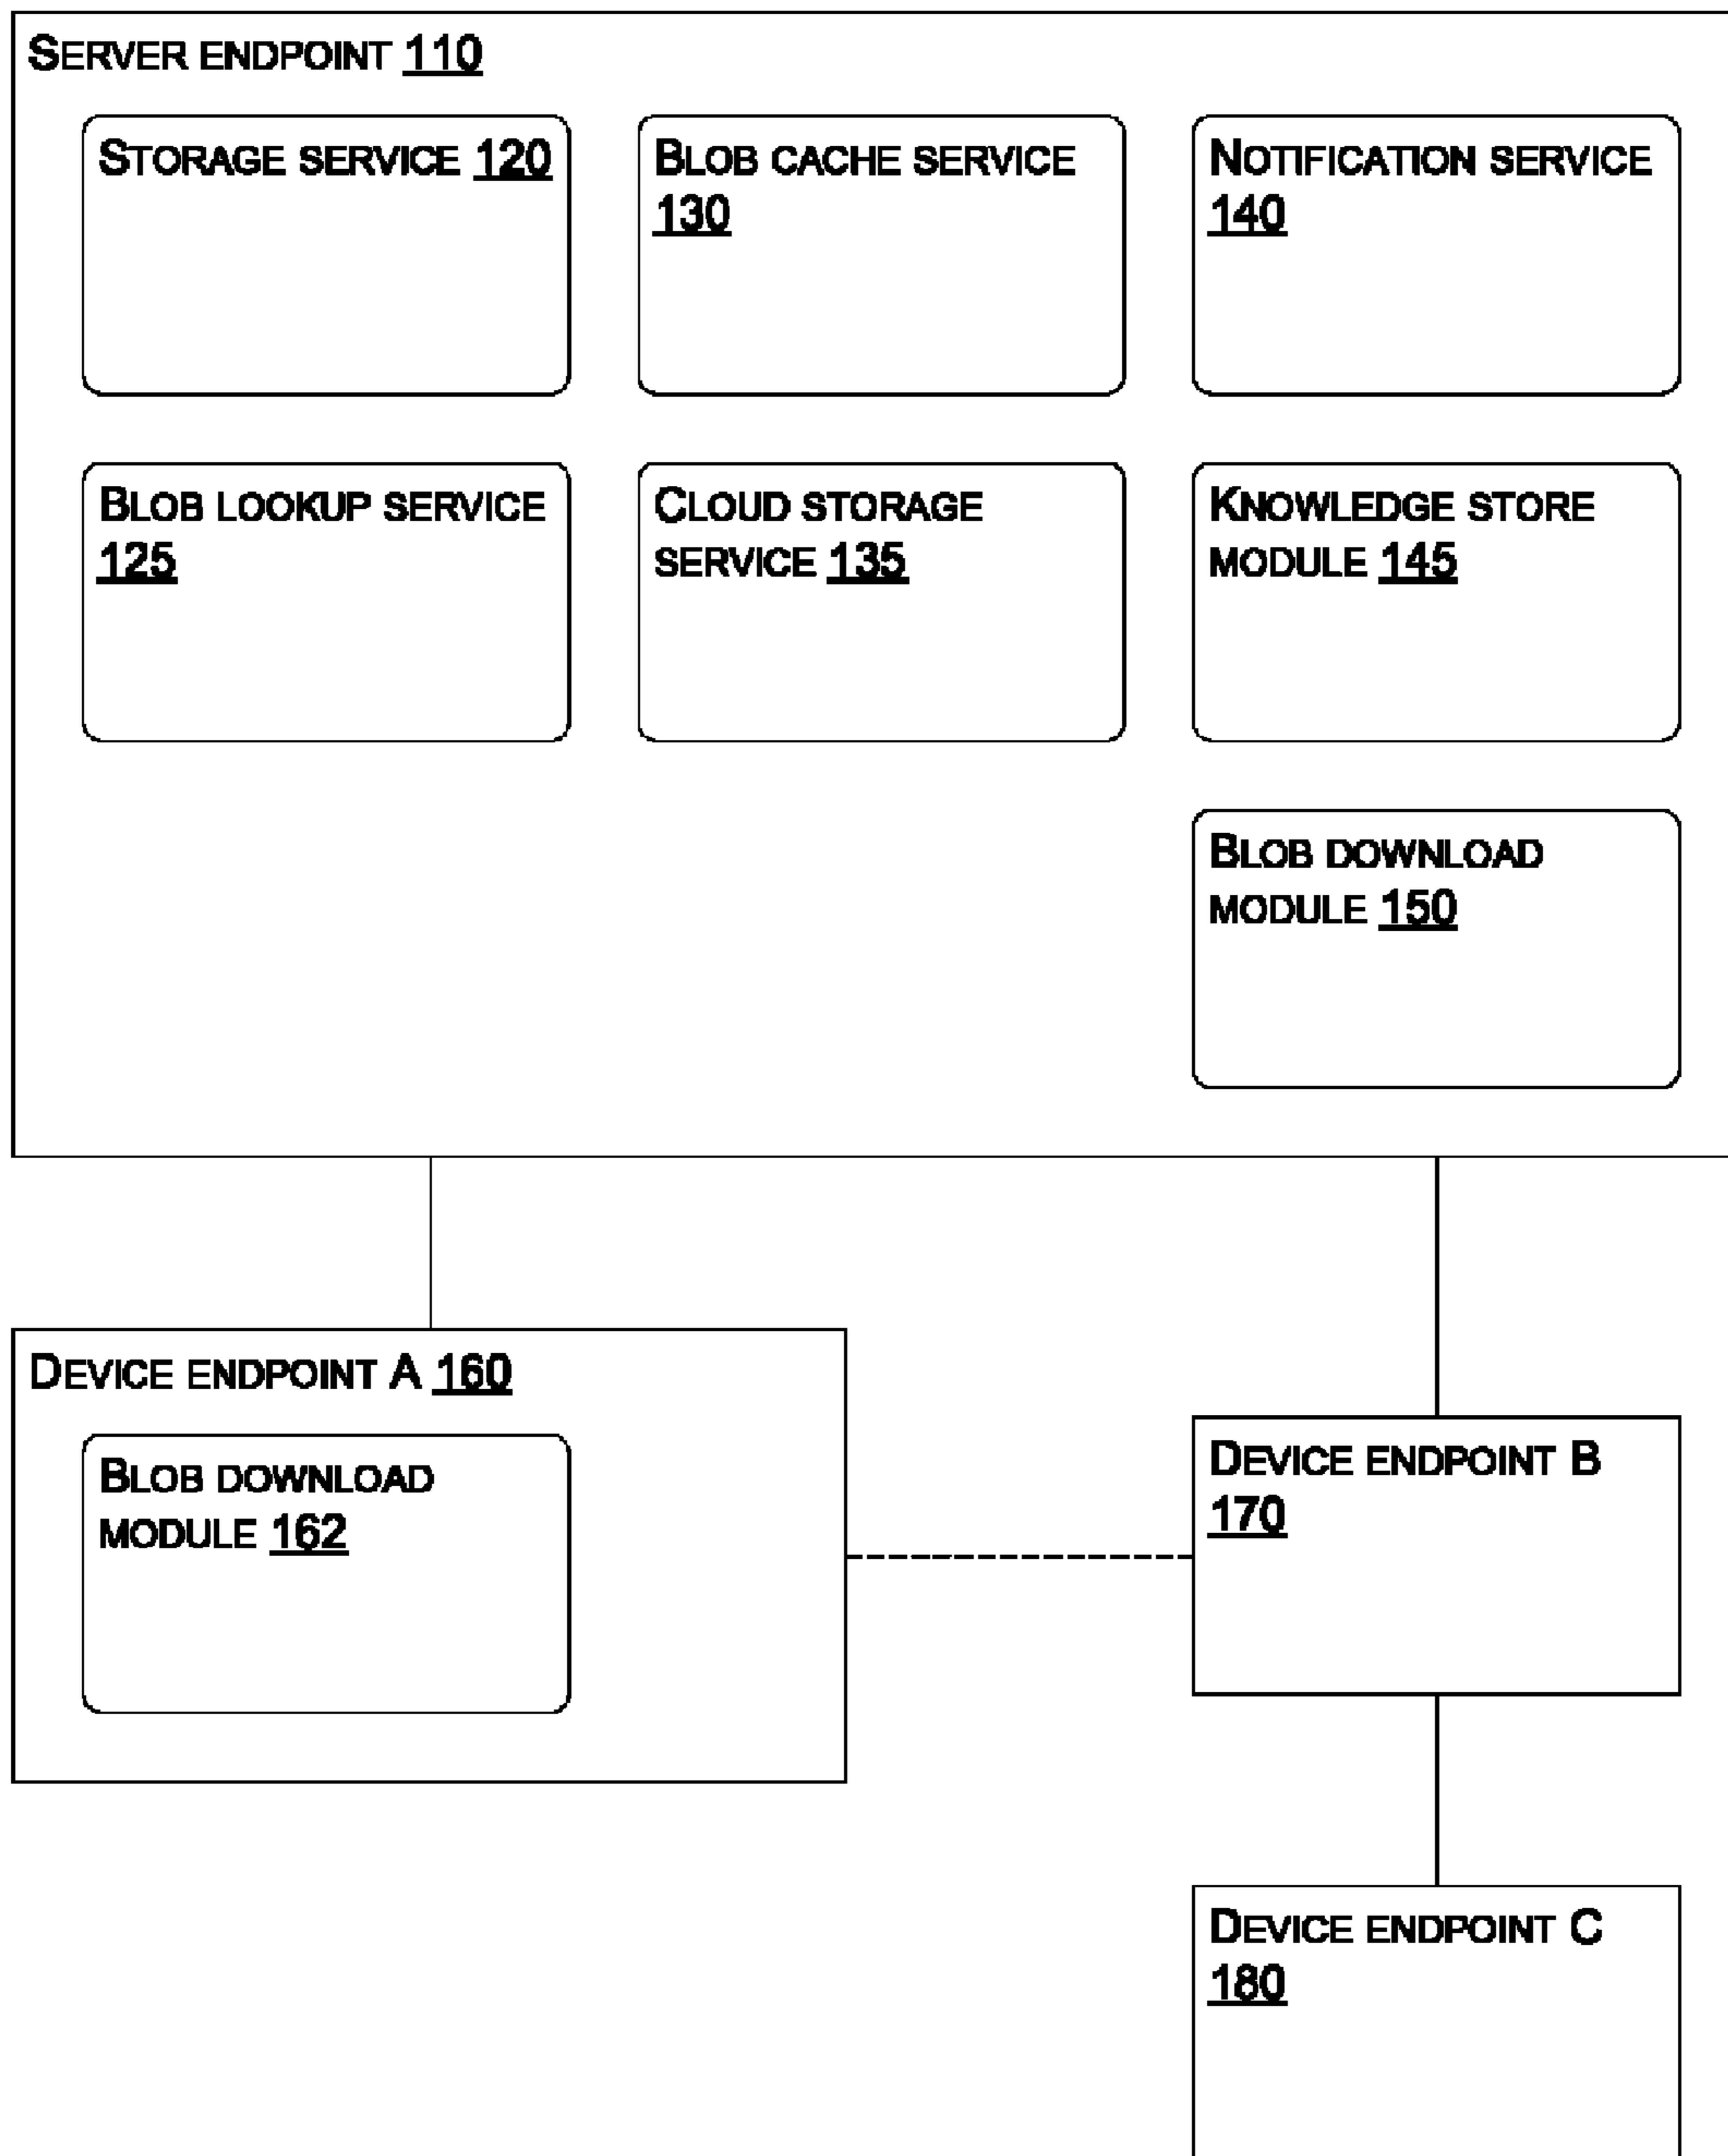 SERVER ENDPOINT 110
STORAGE SERVICE 120
BLOB CACHE SERVICE
130
NOTIFICATION SERVICE
140
BLOB LOOKUP SERVICE
125
CLOUD STORAGE
SERVICE 135
KNOWLEDGE STORE
MODULE 145
BLOB DOWNLOAD
MODULE 150
DEVICE ENDPOINT A 160
BLOB DOWNLOAD
MODULE 162
DEVICE ENDPOINT B
170
DEVICE ENDPOINT C
180